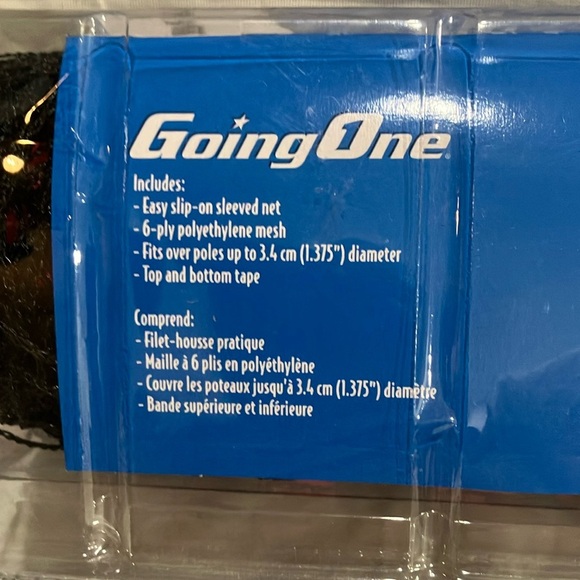 Going One
Includes:
- Easy slip-on sleeved net
- 6-ply polyethylene mesh
- Fits over poles up to 3.4 cm (1.375") diameter
- Top and bottom tape
Comprend:
- Filet-housse pratique
- Maille à 6 plis en polyéthylène
- Couvre les poteaux jusqu'à 3.4 cm (1.375") diamètre
- Bande supérieure et inférieure